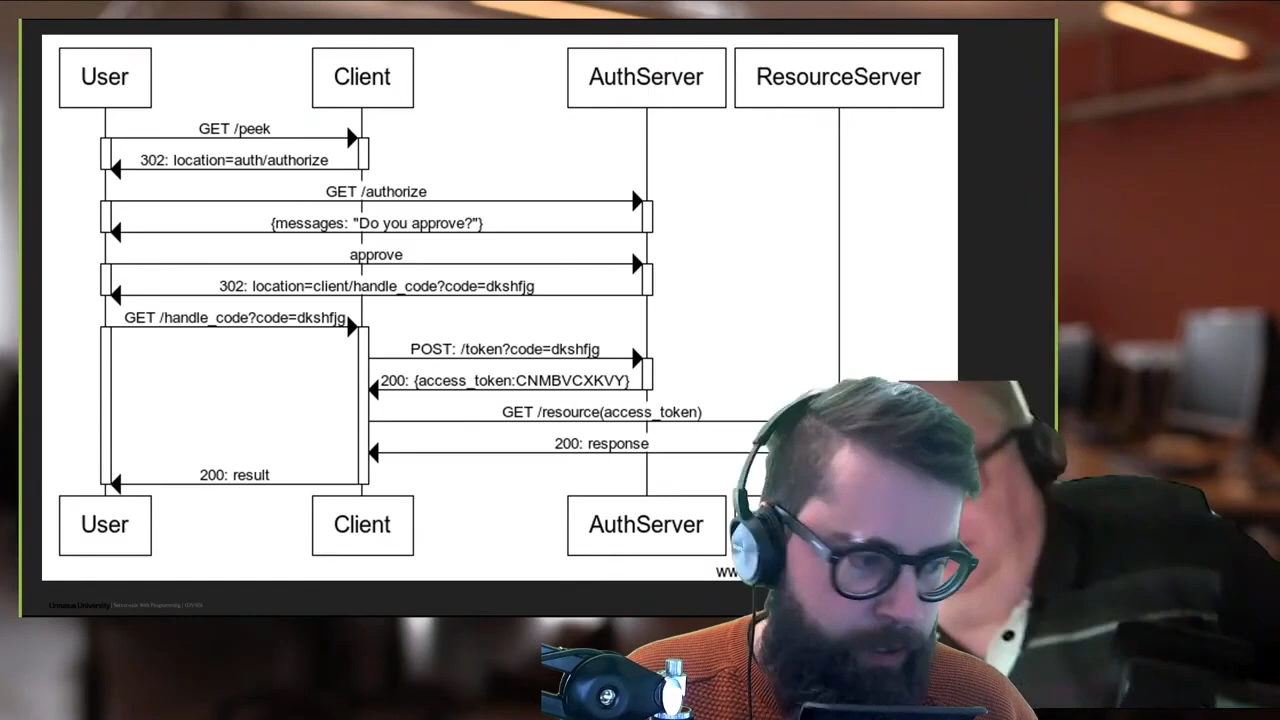 User
Client
AuthServer
ResourceServer
GET /peek
302: location=auth/authorize
GET /authorize
{messages: "Do you approve?"}
approve
302: location=client/handle_code?code=dkshfjg
GET /handle_code?code=dkshfjg
POST: /token?code=dkshfjg
200: {access_token:CNMBVCXKVY}
GET /resource(access_token)
200: response
200: result
User
Client
AuthServer
Linnaeus University